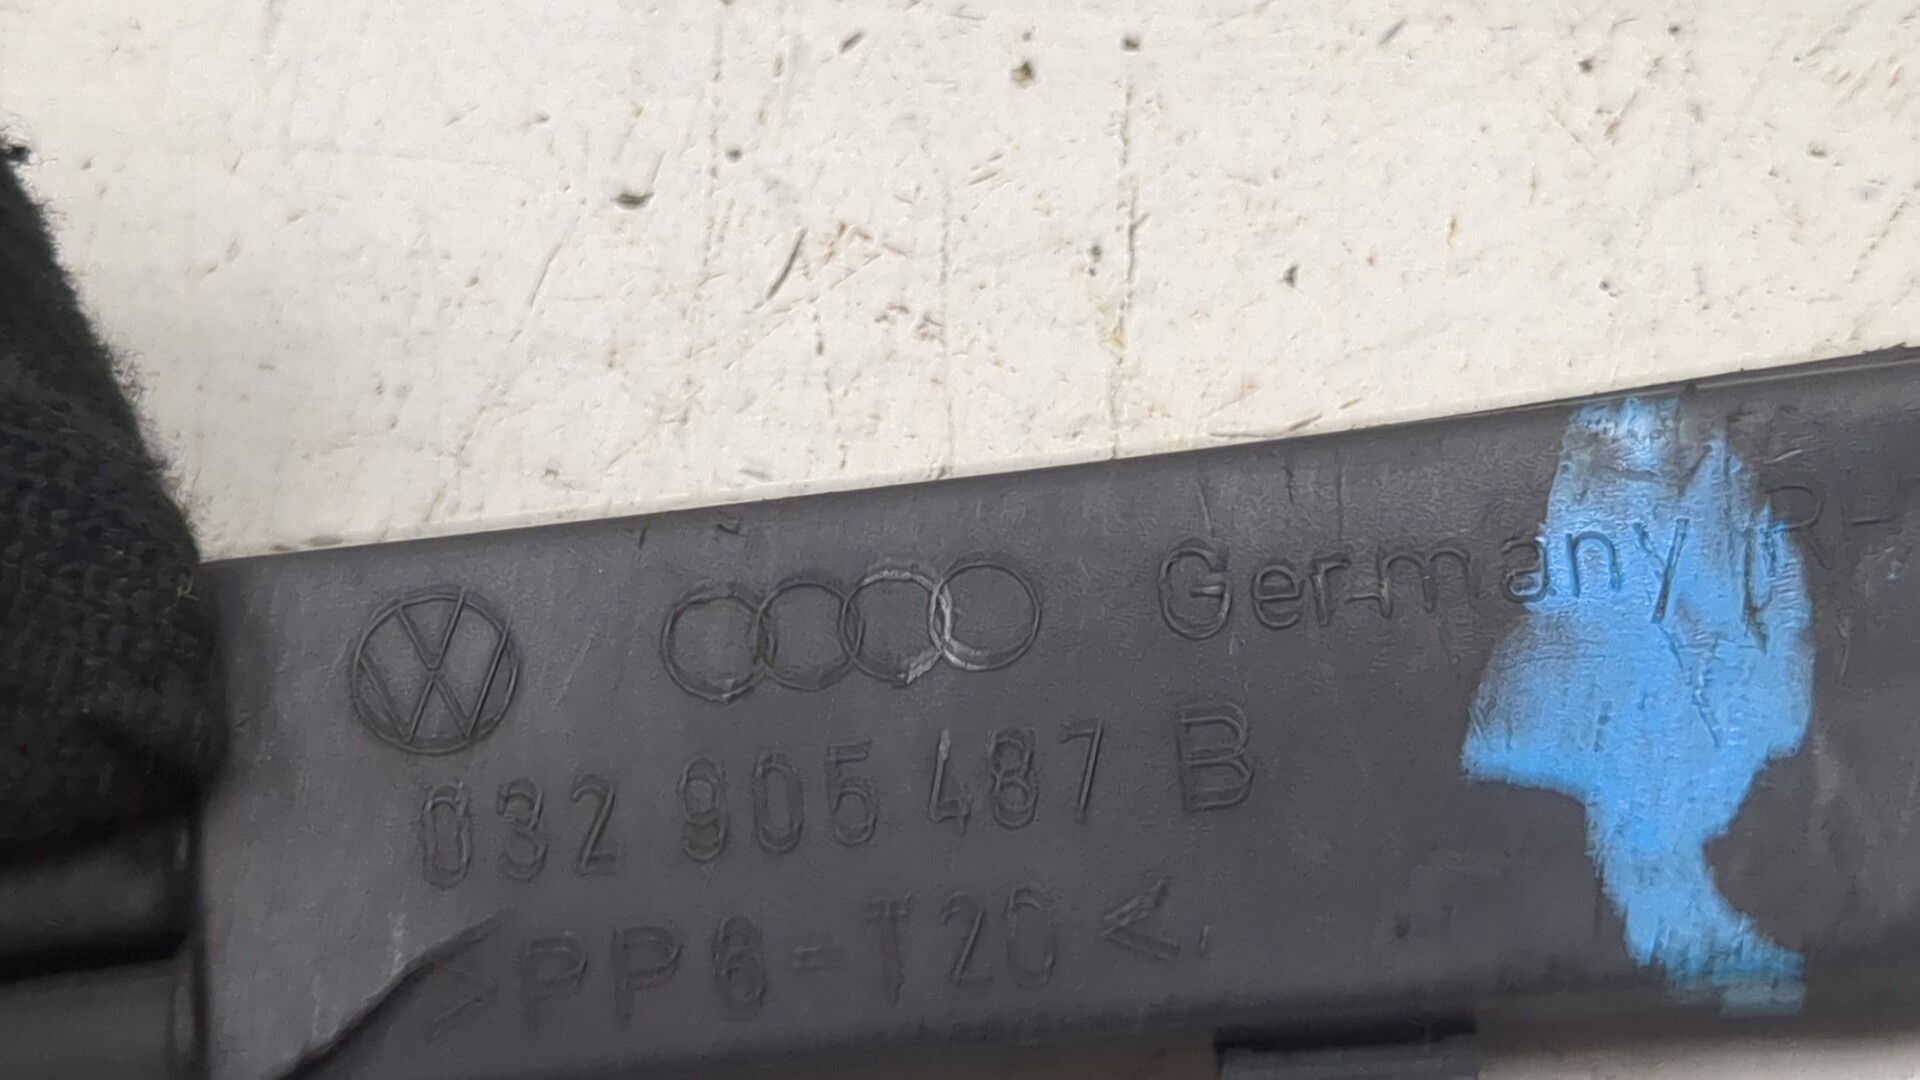 Germany
032 905 487 B
>PP6-T20<